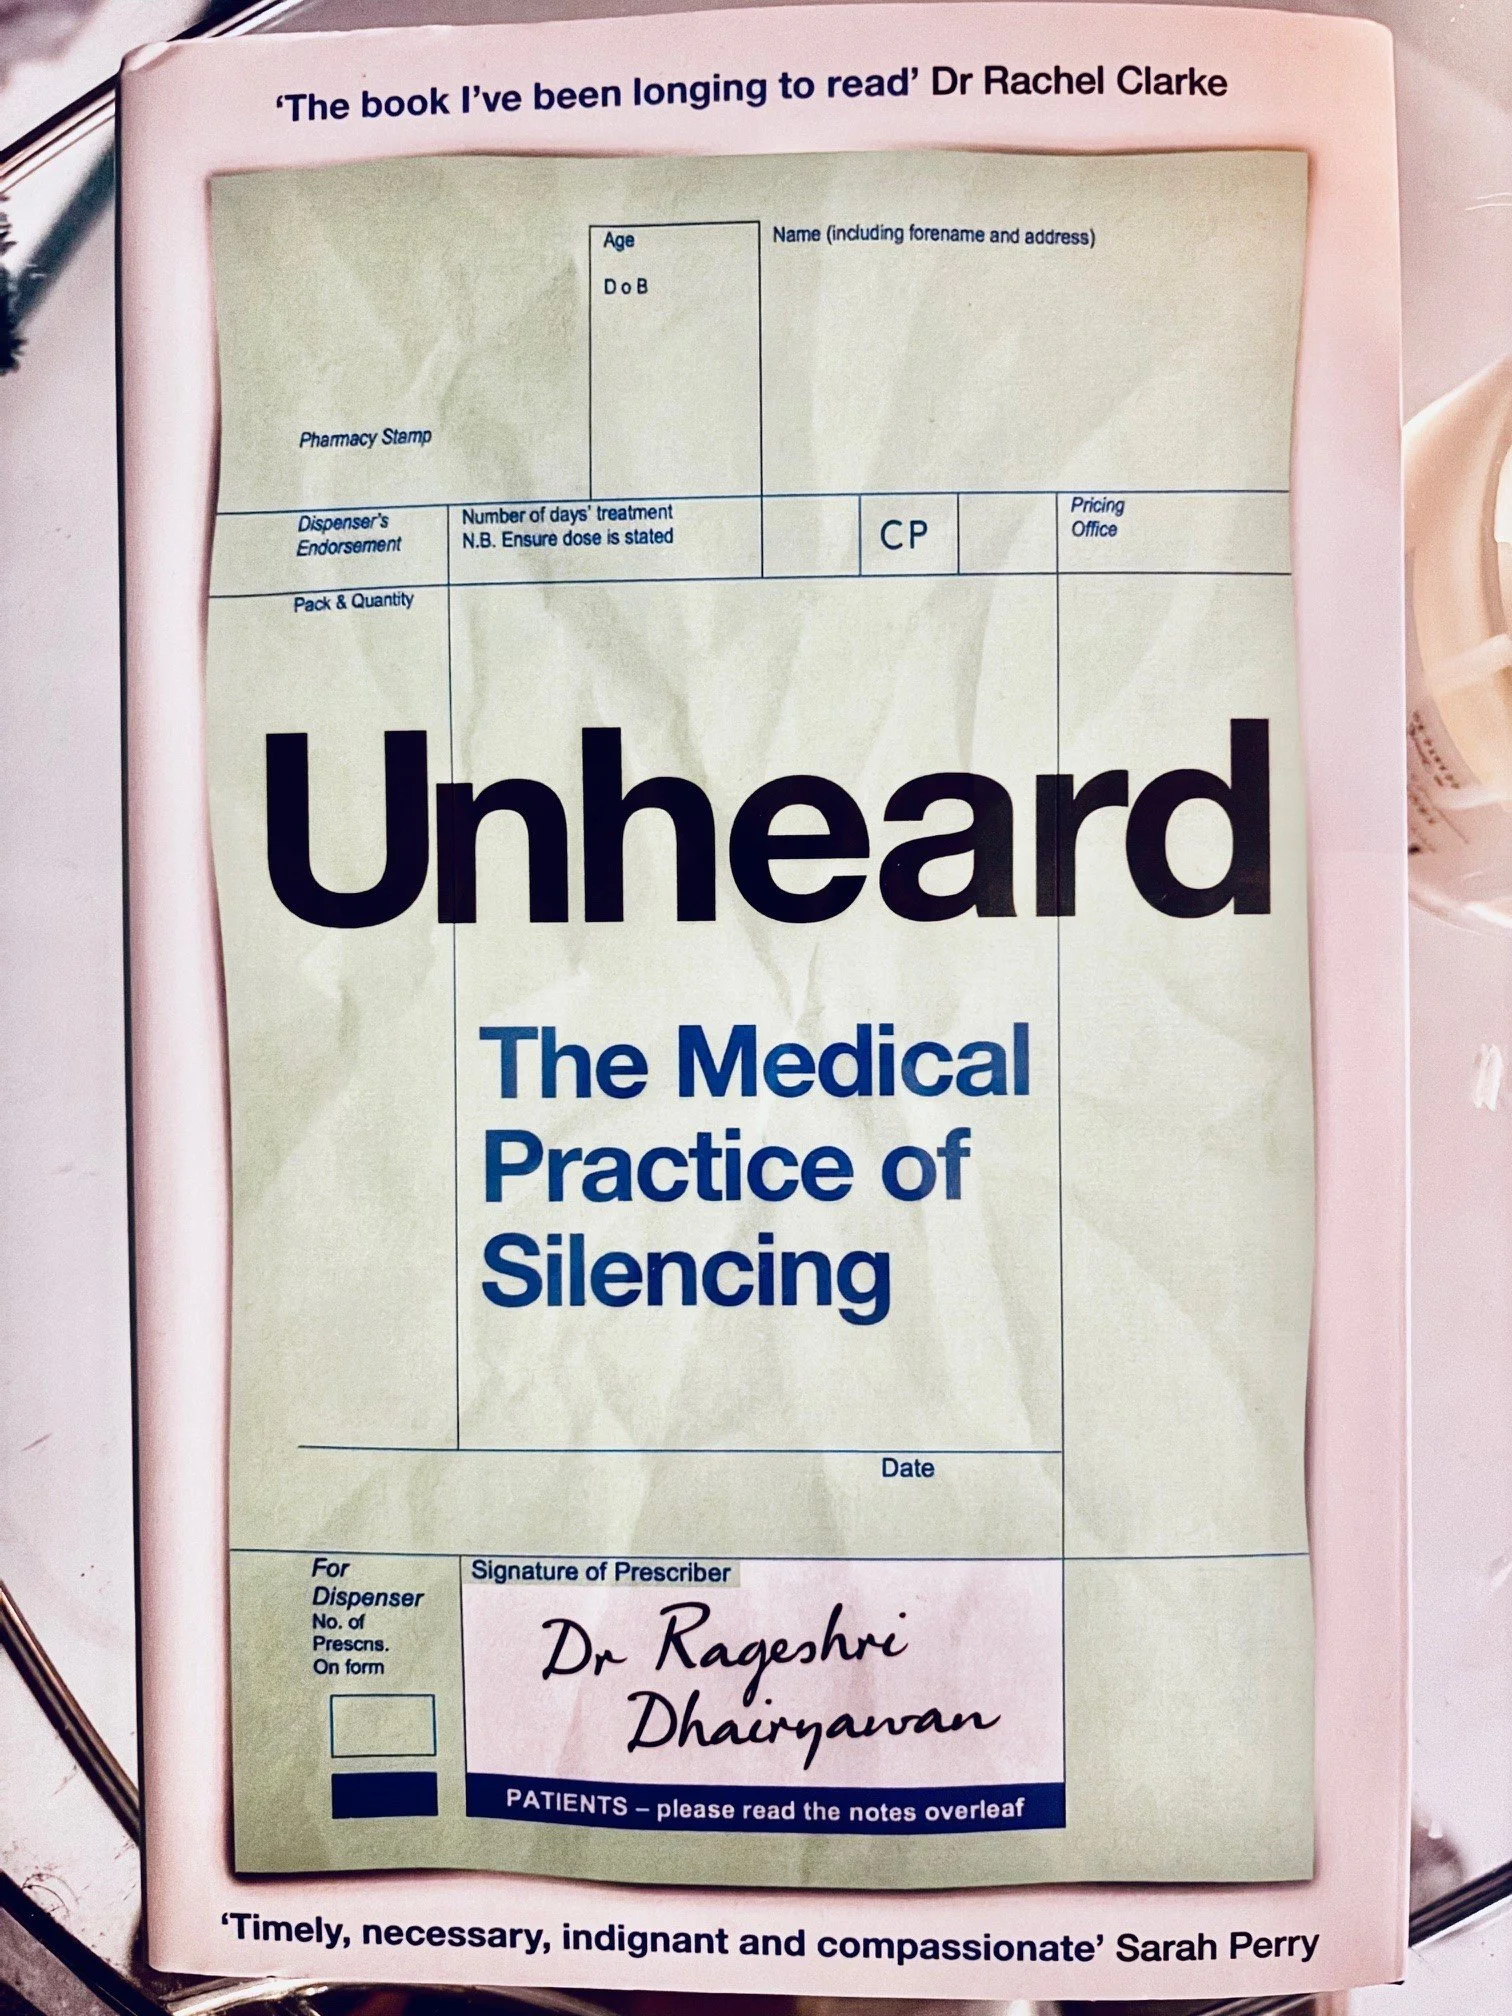 ‘The book I’ve been longing to read’ Dr Rachel Clarke
Age
D o B
Name (including forename and address)
Pharmacy Stamp
Dispenser’s
Endorsement
Number of days’ treatment
N.B. Ensure dose is stated
CP
Pricing
Office
Pack & Quantity
Unheard
The Medical
Practice of
Silencing
Date
For
Dispenser
No. of
Prescns.
On form
Signature of Prescriber
Dr Rageshri
Dhairyawan
PATIENTS – please read the notes overleaf
‘Timely, necessary, indignant and compassionate’ Sarah Perry